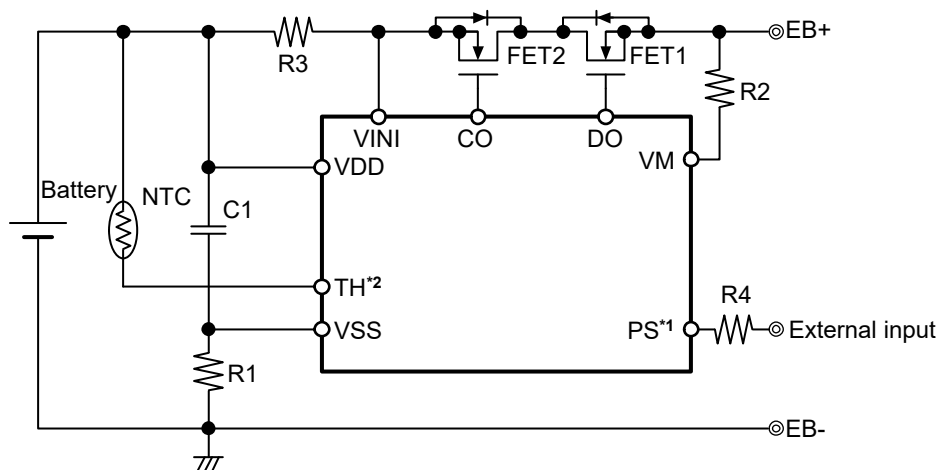 EB+
R3
FET2
FET1
R2
VINI
CO
DO
VDD
VM
Battery
NTC
C1
TH*2
R4
VSS
PS*1
External input
R1
EB-